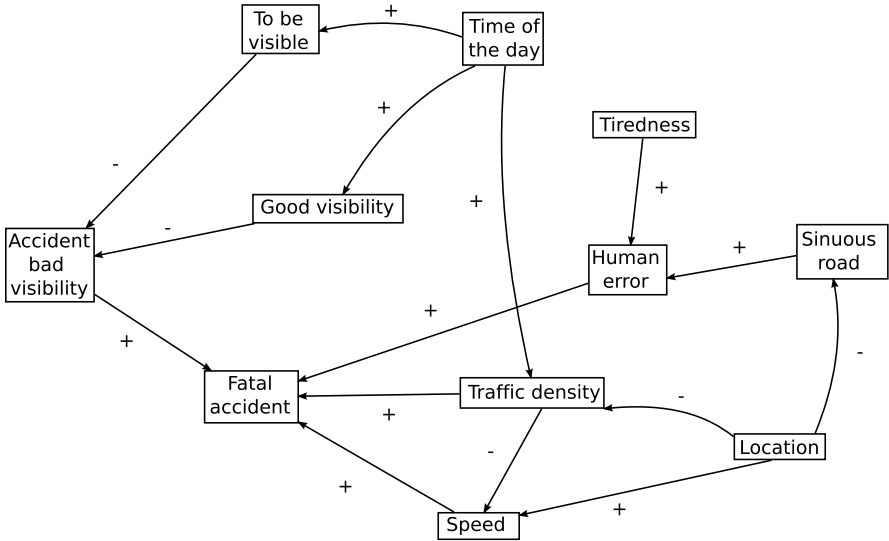 To be
visible
+
Time of
the day
+
Tiredness
-
+
+
Good visibility
-
Accident
bad
visibility
Human
error
+
Sinuous
road
+
+
-
Fatal
accident
+
Traffic density
-
Location
-
+
+
Speed